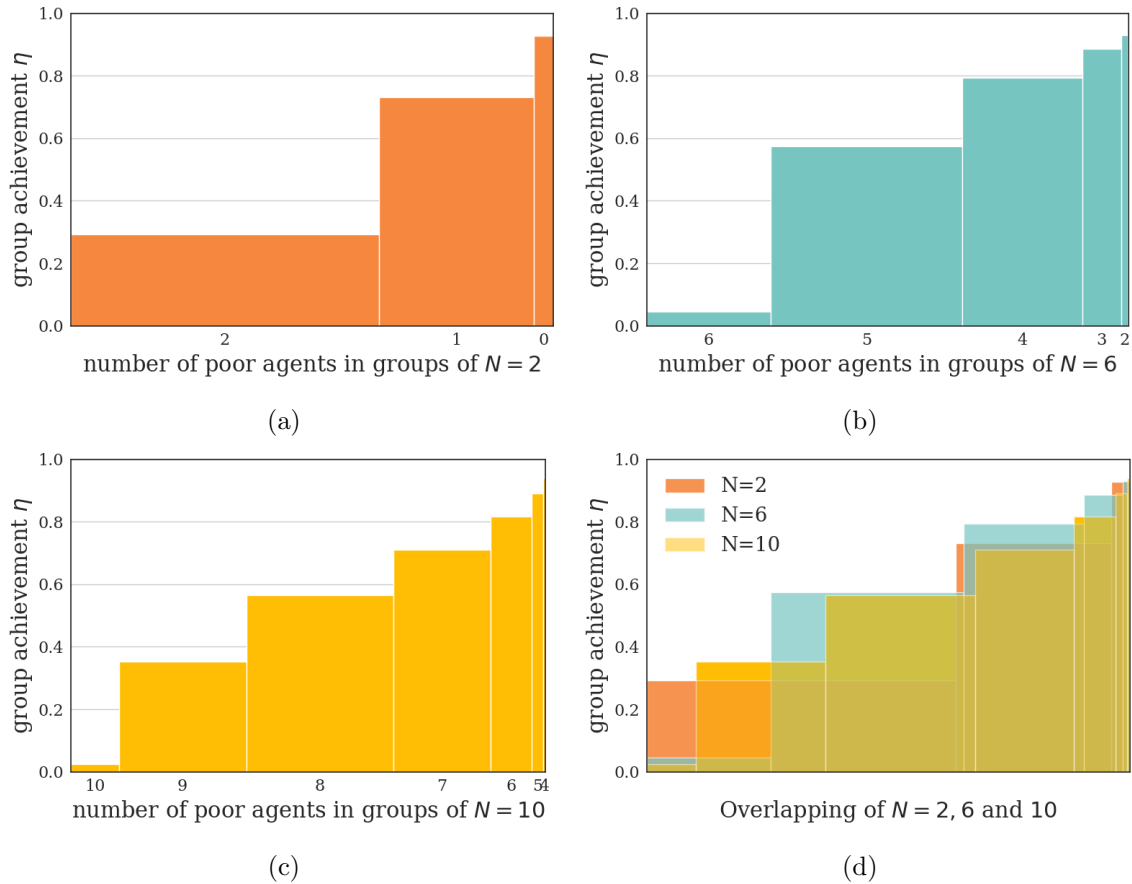 1.0
0.8
0.6
0.4
0.2
0.0
group achievement η
2 1 0
number of poor agents in groups of N = 2
(a)
1.0
0.8
0.6
0.4
0.2
0.0
group achievement η
6 5 4 3 2
number of poor agents in groups of N = 6
(b)
1.0
0.8
0.6
0.4
0.2
0.0
group achievement η
10 9 8 7 6 5 4
number of poor agents in groups of N = 10
(c)
1.0
0.8
0.6
0.4
0.2
0.0
group achievement η
N=2
N=6
N=10
Overlapping of N = 2, 6 and 10
(d)